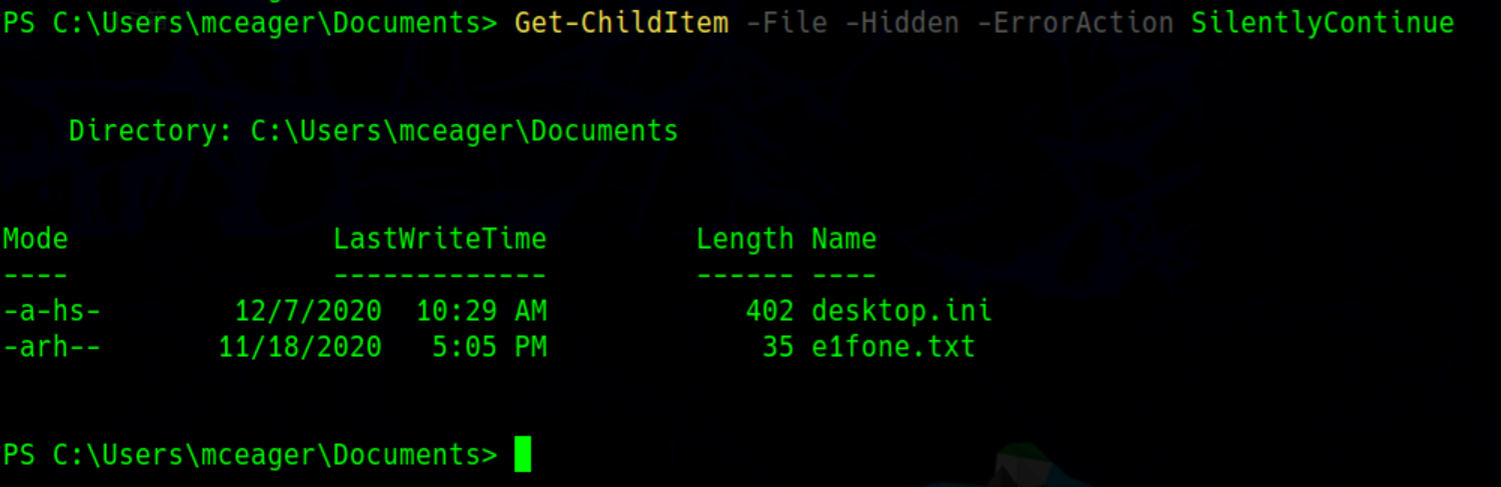 PS C:\Users\mceager\Documents> Get-ChildItem -File -Hidden -ErrorAction SilentlyContinue
Directory: C:\Users\mceager\Documents
Mode LastWriteTime Length Name
---- ------------- ------ ----
-a-hs- 12/7/2020 10:29 AM 402 desktop.ini
-arh-- 11/18/2020 5:05 PM 35 e1fone.txt
PS C:\Users\mceager\Documents>